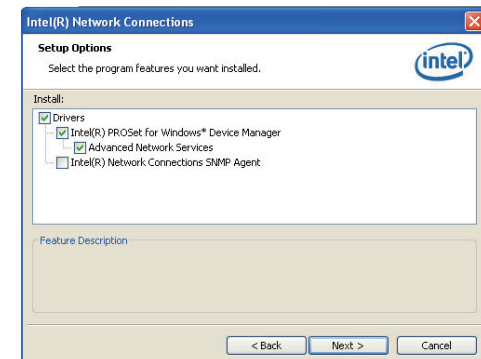 Intel(R) Network Connections
Setup Options
Select the program features you want installed.
intel
Install:
Drivers
Intel(R) PROSet for Windows* Device Manager
Advanced Network Services
Intel(R) Network Connections SNMP Agent
Feature Description
< Back
Next >
Cancel